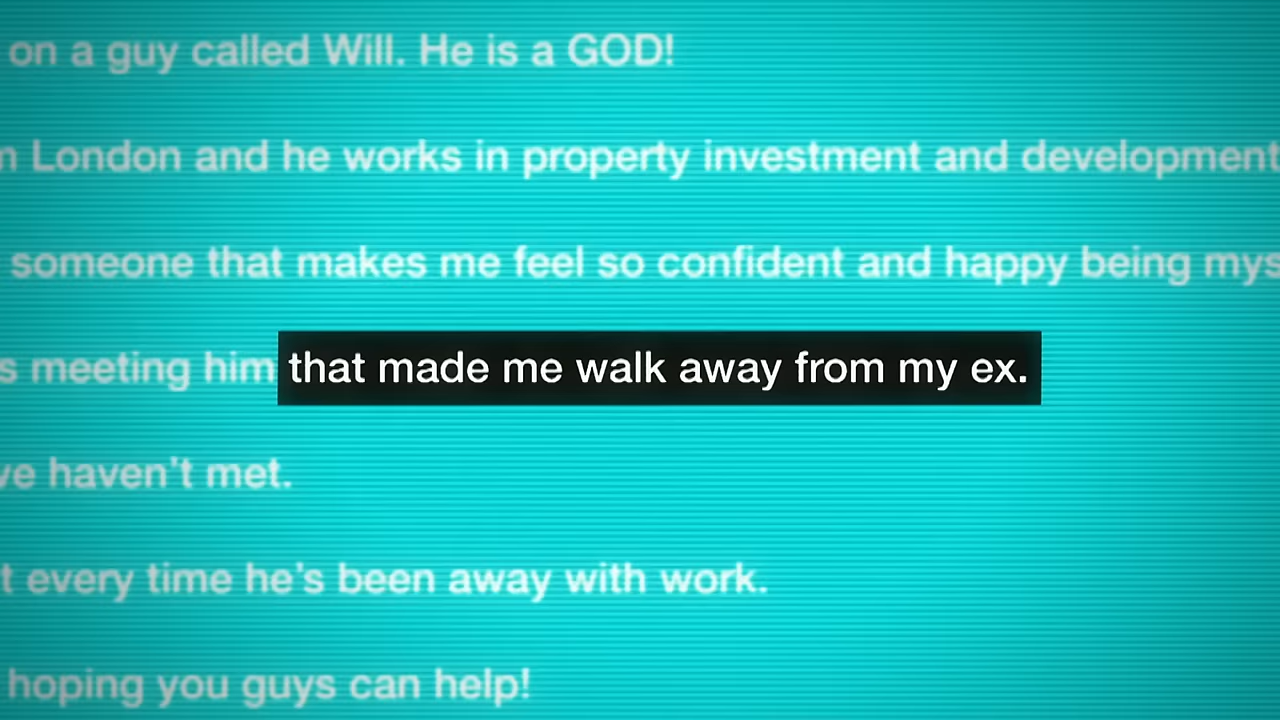 on a guy called Will. He is a GOD!
London and he works in property investment and development
someone that makes me feel so confident and happy being
meeting him that made me walk away from my ex.
haven't met.
every time he's been away with work.
hoping you guys can help!